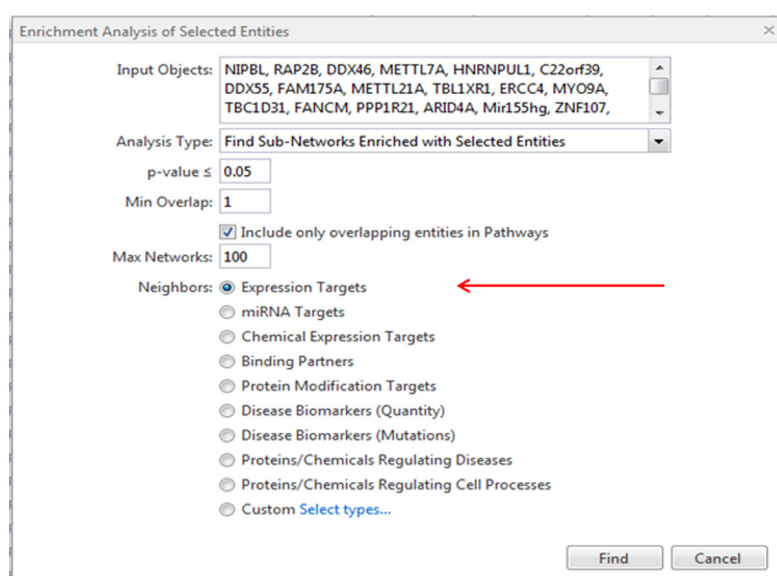 Enrichment Analysis of Selected Entities
Input Objects: NIPBL, RAP2B, DDX46, METTL7A, HNRNPUL1, C22orf39,
DDX55, FAM175A, METTL21A, TBL1XR1, ERCC4, MYO9A,
TBC1D31, FANCM, PPP1R21, ARID4A, Mir155hg, ZNF107,
Analysis Type: Find Sub-Networks Enriched with Selected Entities
p-value ≤ 0.05
Min Overlap: 1
Include only overlapping entities in Pathways
Max Networks: 100
Neighbors: Expression Targets
miRNA Targets
Chemical Expression Targets
Binding Partners
Protein Modification Targets
Disease Biomarkers (Quantity)
Disease Biomarkers (Mutations)
Proteins/Chemicals Regulating Diseases
Proteins/Chemicals Regulating Cell Processes
Custom Select types...
Find Cancel